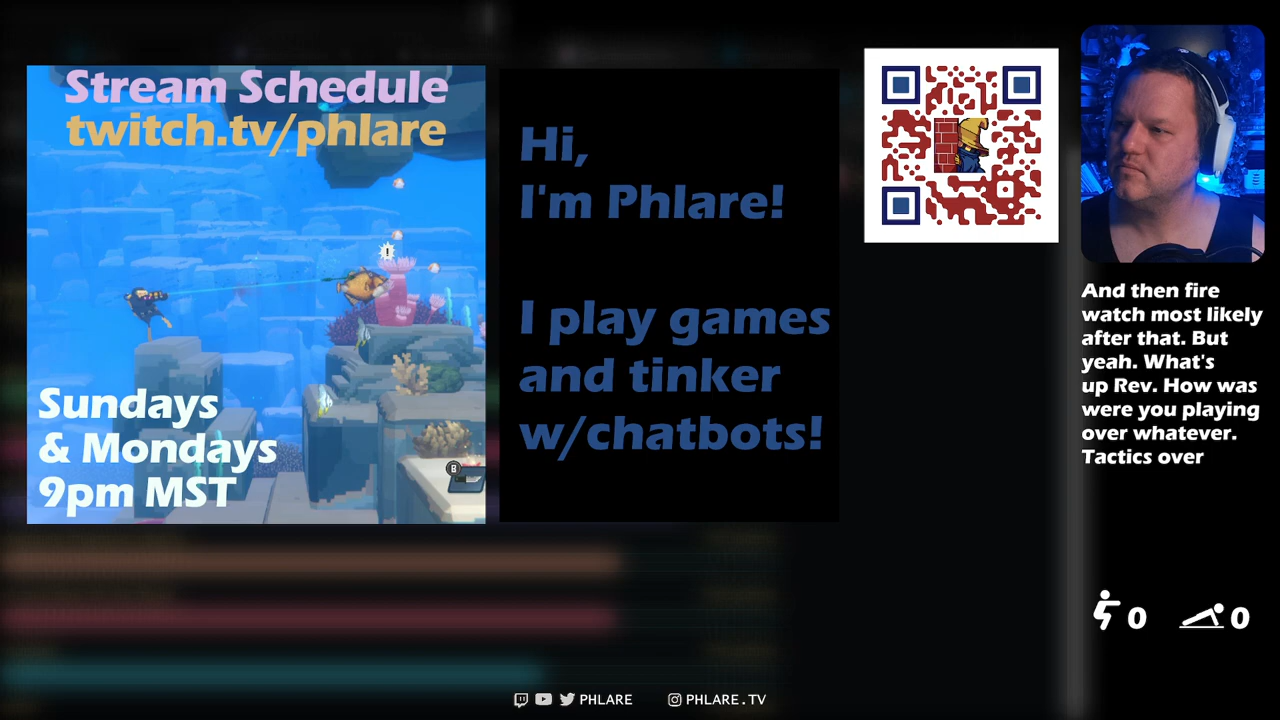 Stream Schedule
twitch.tv/phlare
Sundays
& Mondays
9pm MST
!
B
Hi,
I'm Phlare!
I play games
and tinker
w/chatbots!
And then fire
watch most likely
after that. But
yeah. What's
up Rev. How was
were you playing
over whatever.
Tactics over
0
0
PHLARE
PHLARE.TV